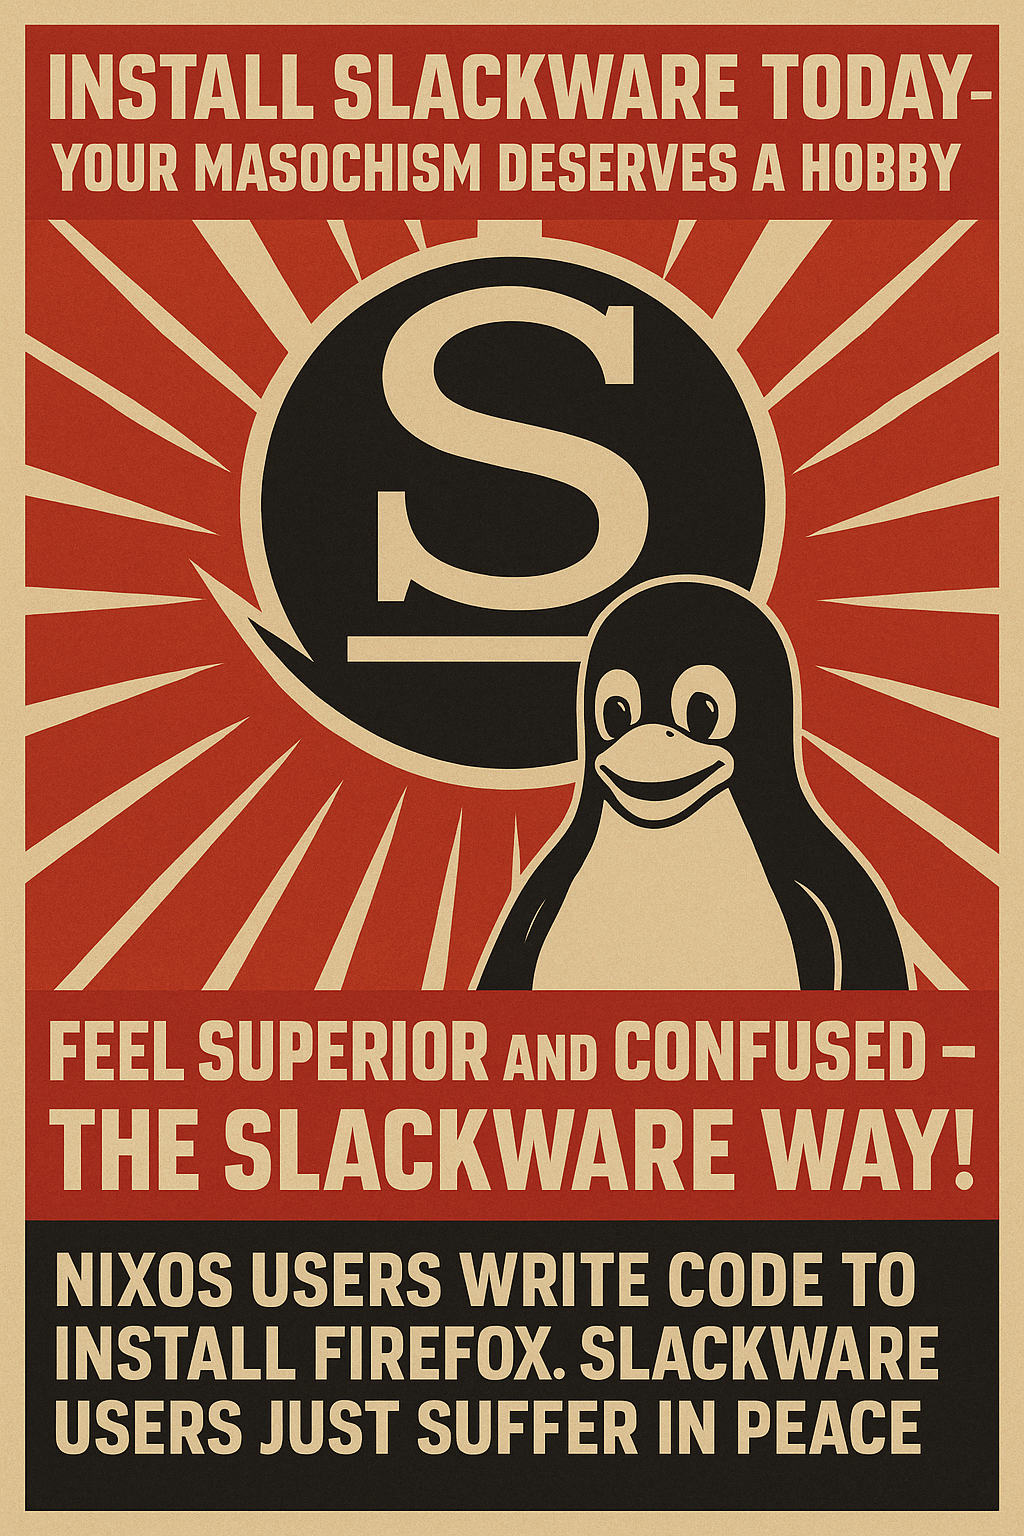 INSTALL SLACKWARE TODAY-
YOUR MASOCHISM DESERVES A HOBBY
S
FEEL SUPERIOR AND CONFUSED –
THE SLACKWARE WAY!
NIXOS USERS WRITE CODE TO
INSTALL FIREFOX. SLACKWARE
USERS JUST SUFFER IN PEACE